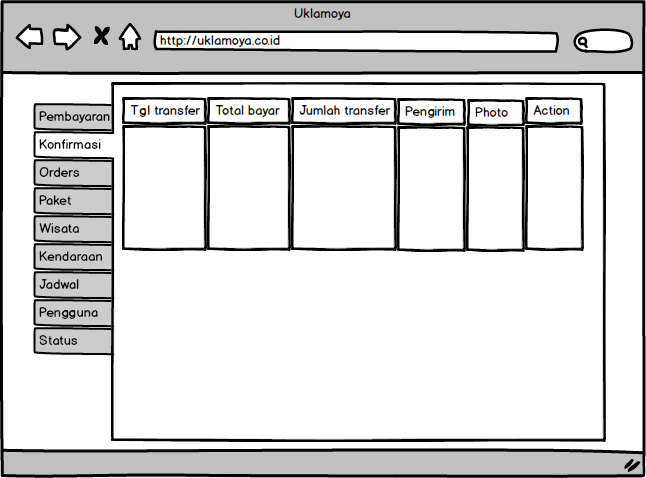 Uklamoya
http://uklamoya.co.id
Pembayaran
Konfirmasi
Orders
Paket
Wisata
Kendaraan
Jadwal
Pengguna
Status
Tgl transfer Total bayar Jumlah transfer Pengirim Photo Action